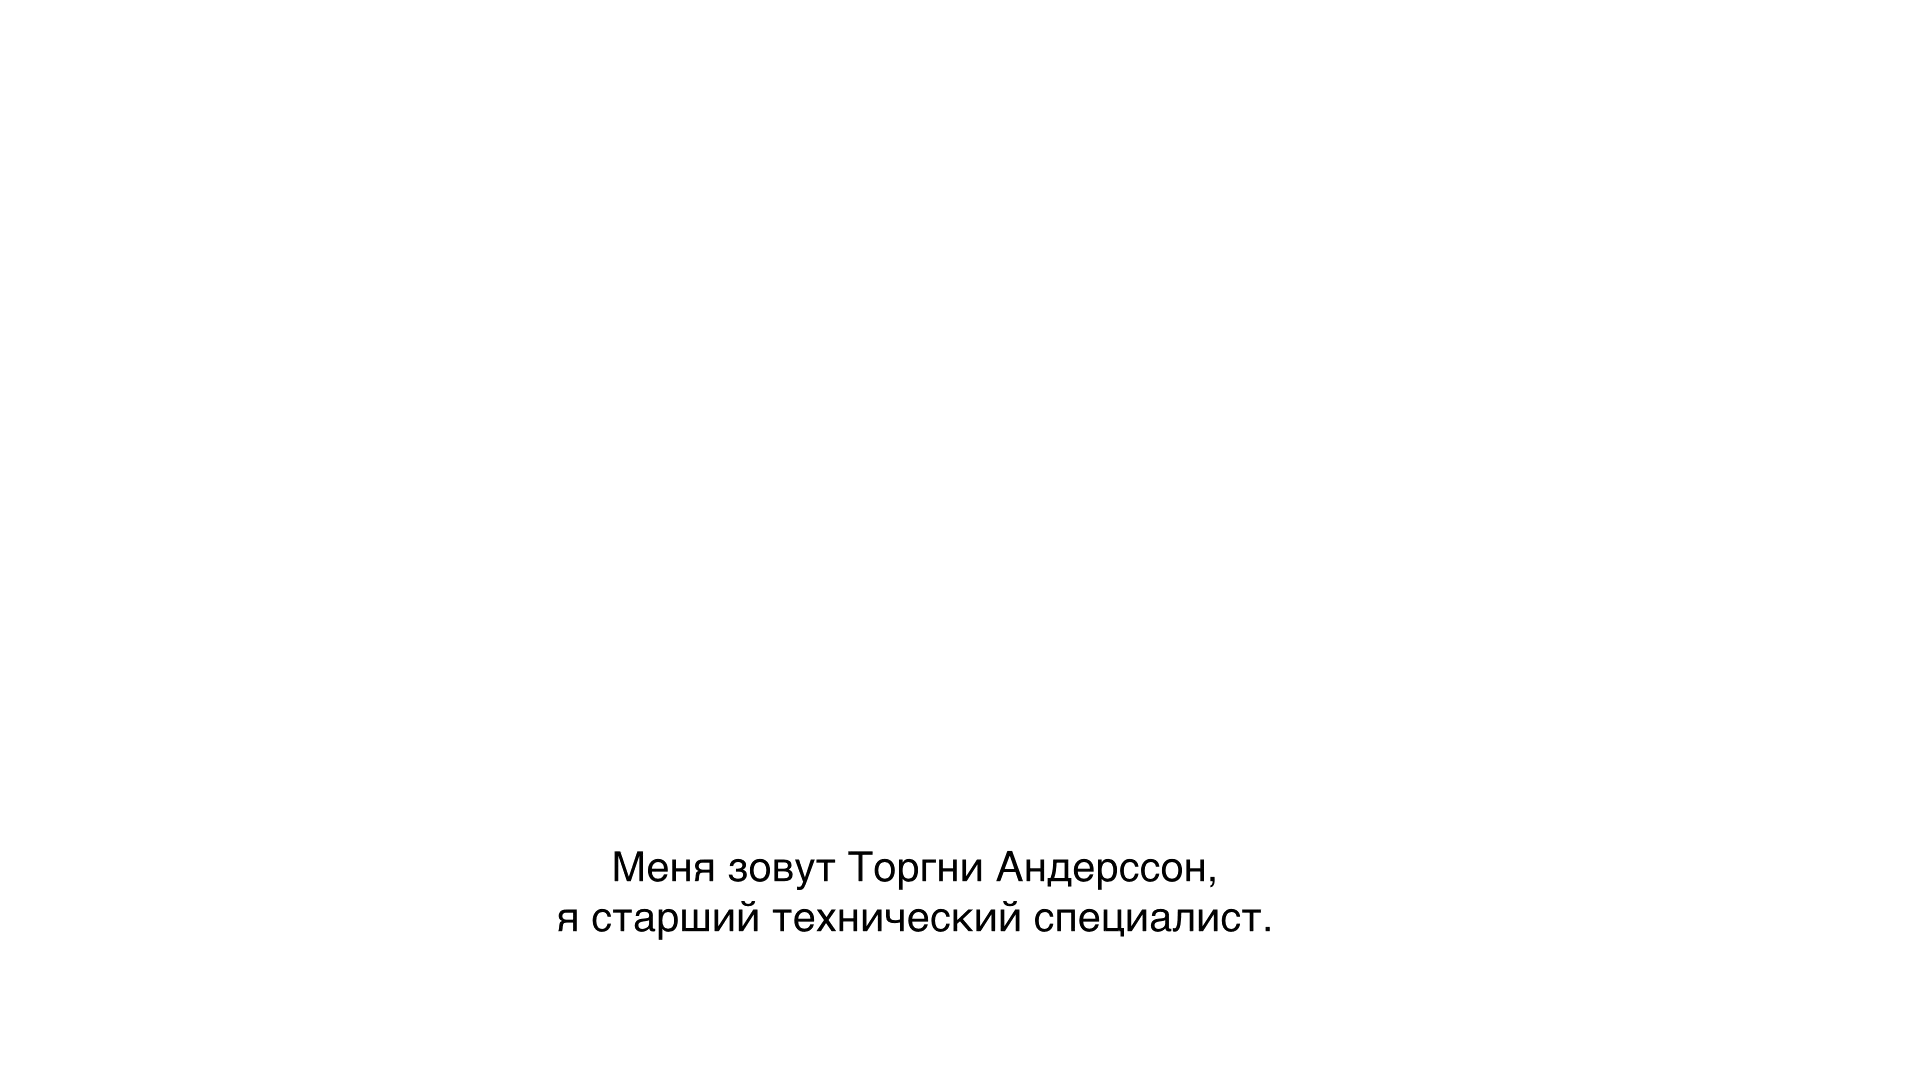 Меня зовут Торгни Андерссон,
я старший технический специалист.